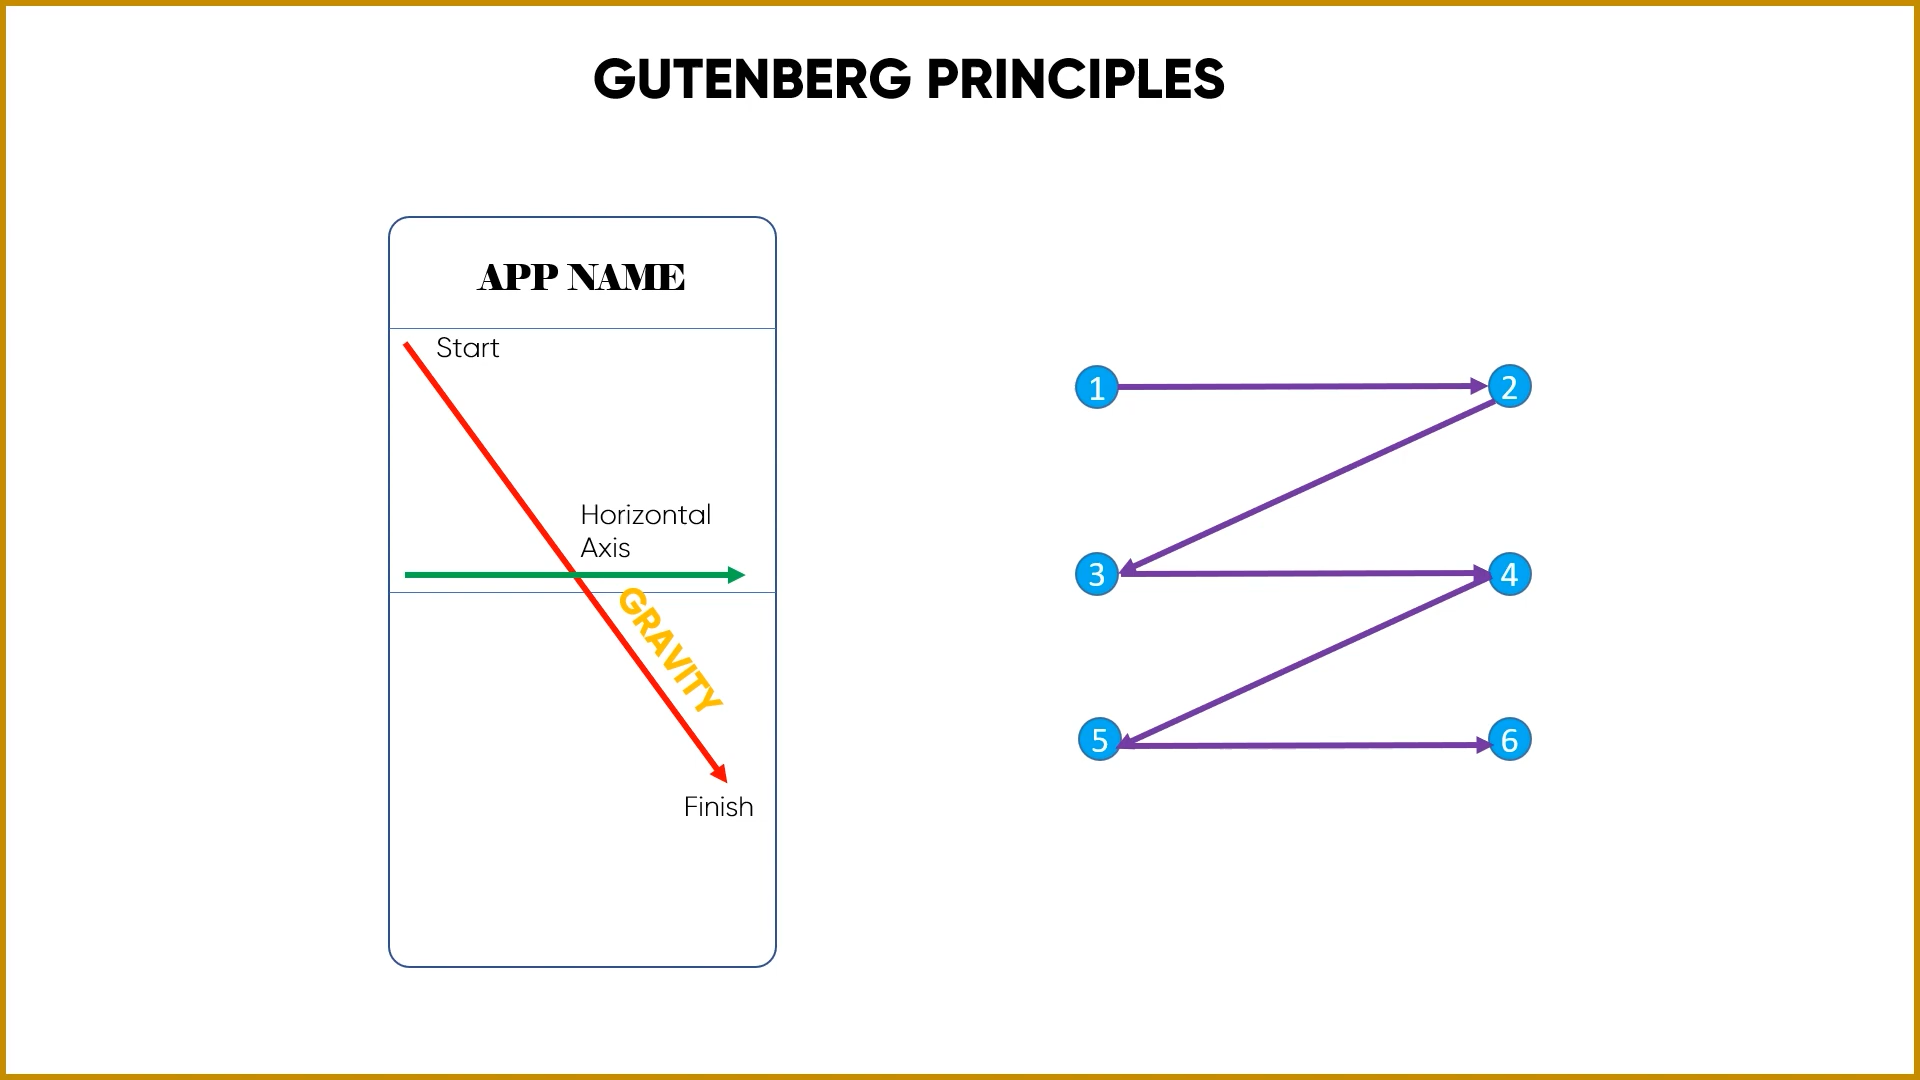 GUTENBERG PRINCIPLES
APP NAME
Start
Horizontal
Axis
GRAVITY
Finish
1
2
3
4
5
6